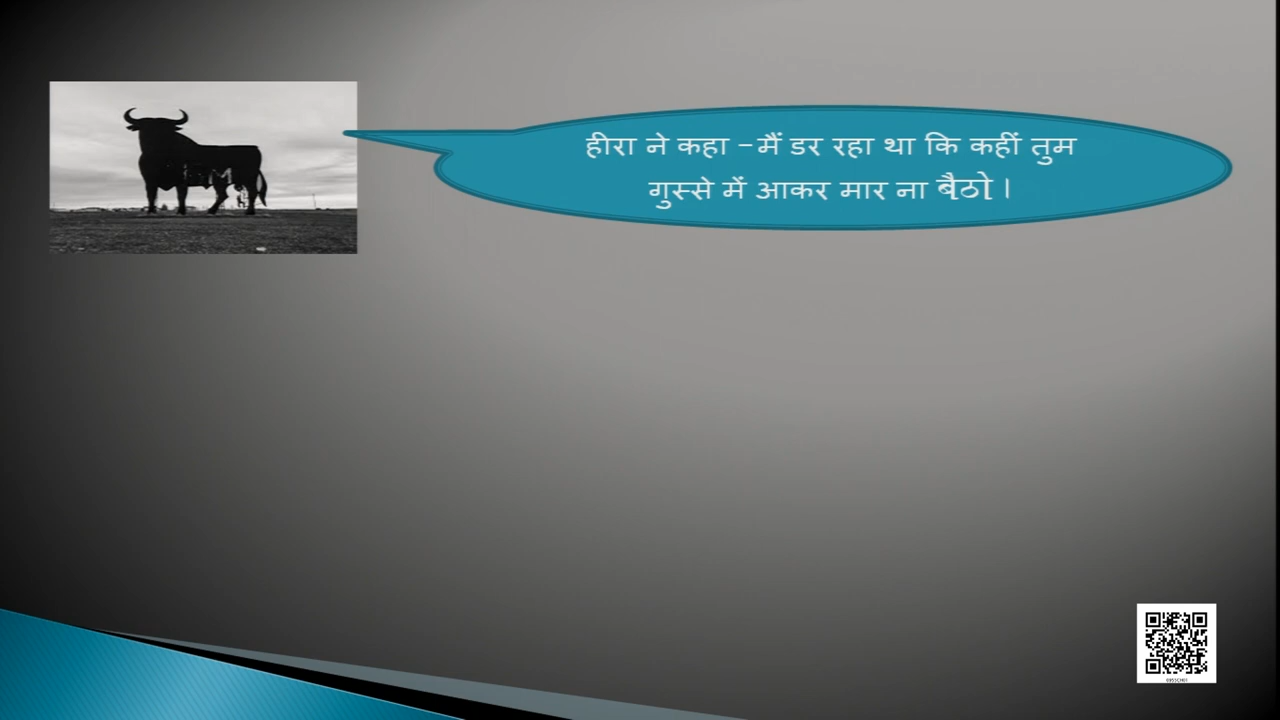 हीरा ने कहा –मैं डर रहा था कि कहीं तुम
गुस्से में आकर मार ना बैठो ।